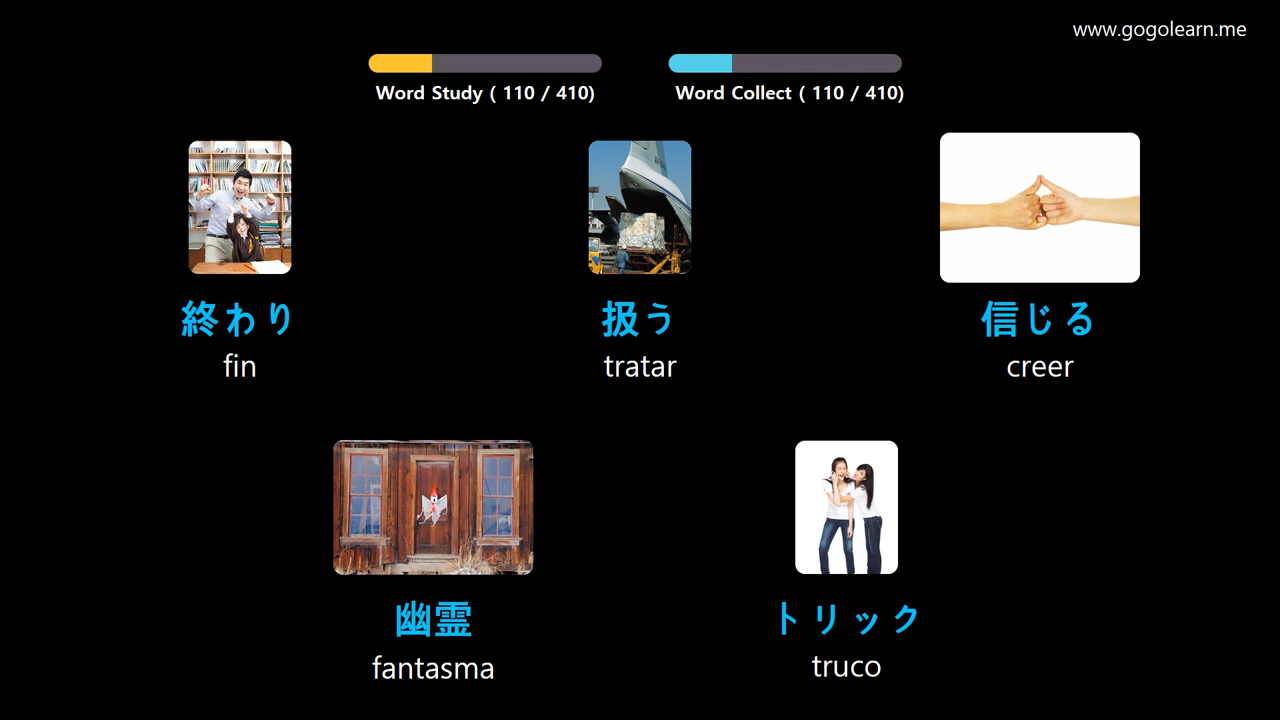 www.gogolearn.me
Word Study ( 110 / 410)
Word Collect ( 110 / 410)
終わり
fin
扱う
tratar
信じる
creer
幽霊
fantasma
トリック
truco